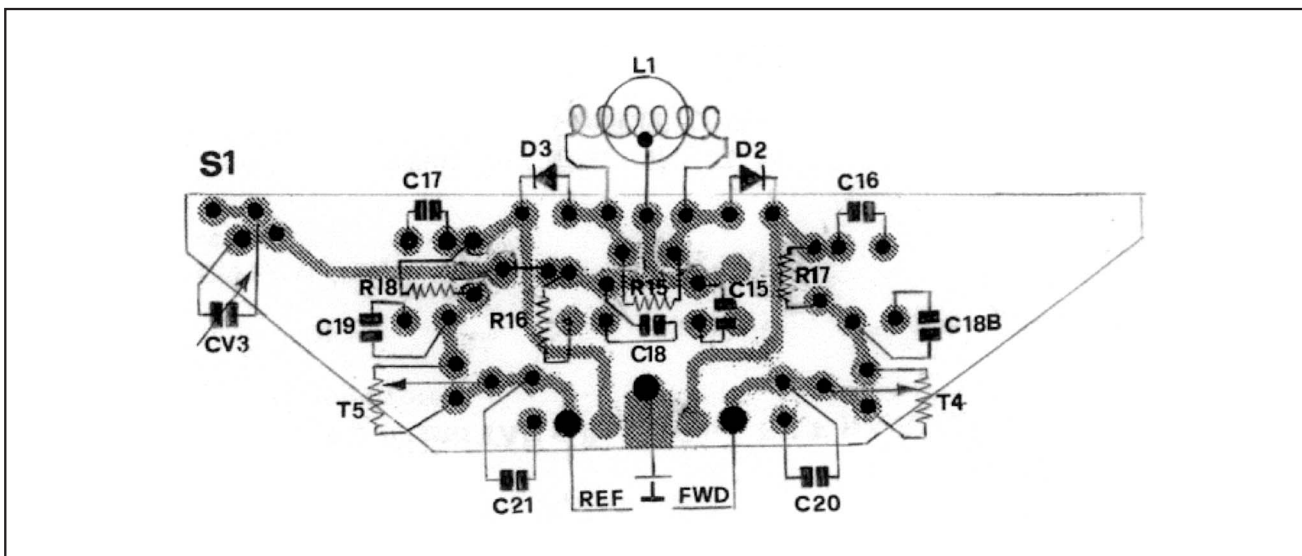 L1
D3
D2
S1
C17
C16
R18
R15
R17
C15
C19
R16
C18B
CV3
C18
T5
T4
C21
REF
FWD
C20